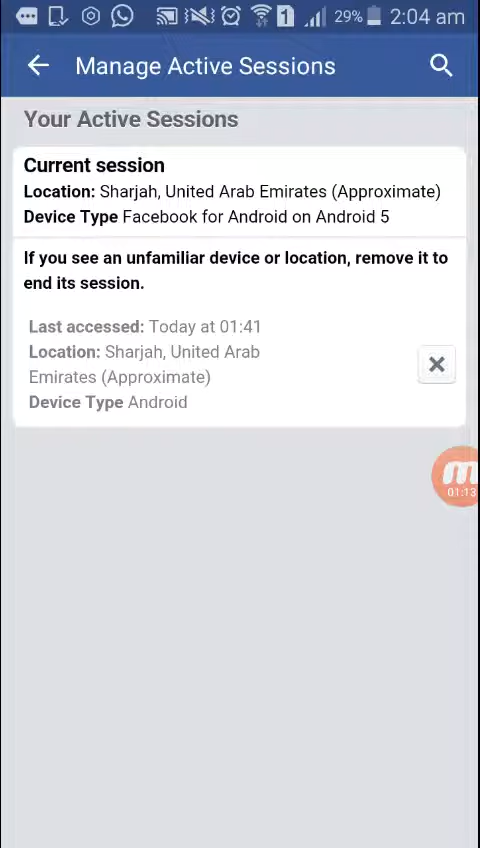 1 29% 2:04 am
Manage Active Sessions
Your Active Sessions
Current session
Location: Sharjah, United Arab Emirates (Approximate)
Device Type Facebook for Android on Android 5
If you see an unfamiliar device or location, remove it to
end its session.
Last accessed: Today at 01:41
Location: Sharjah, United Arab
Emirates (Approximate)
Device Type Android
01:13